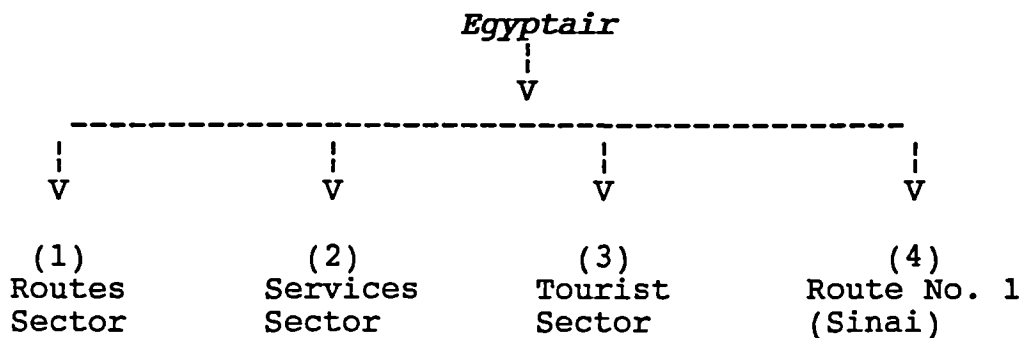 Egyptair
V
V V V V
(1) (2) (3) (4)
Routes Services Tourist Route No. 1
Sector Sector Sector (Sinai)